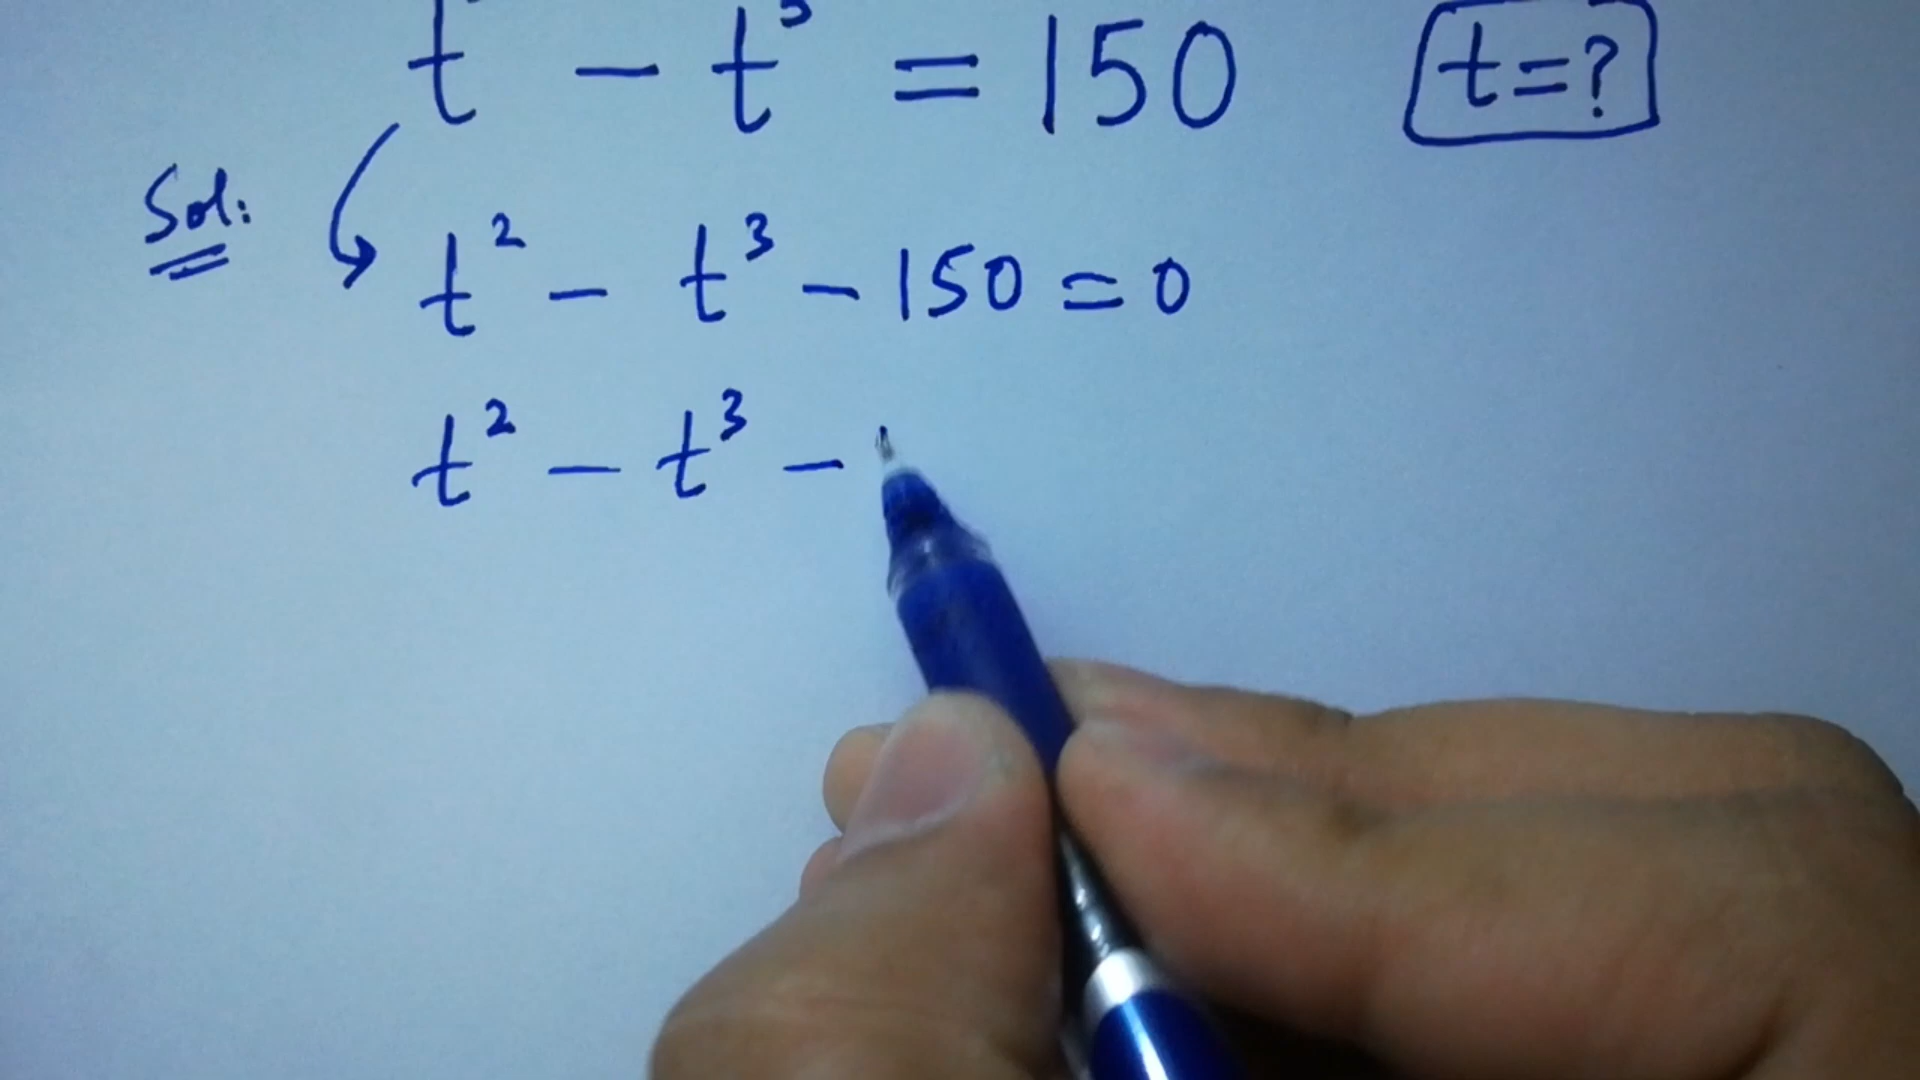 t² - t³ = 150 t=?
Sol:
t² - t³ - 150 = 0
t² - t³ -